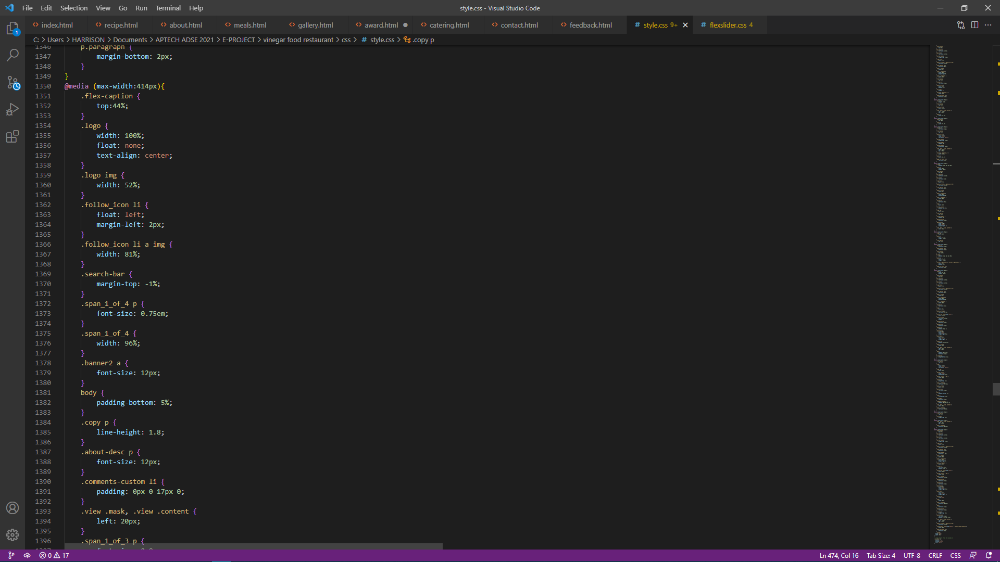 File Edit Selection View Go Run Terminal Help
style.css - Visual Studio Code
index.html recipe.html about.html meals.html gallery.html award.html catering.html contact.html feedback.html # style.css 9+ # flexslider.css 4
1
C: > Users > HARRISON > Documents > APTECH ADSE 2021 > E-PROJECT > vinegar food restaurant > css > # style.css > .copy p
1346 p.paragraph {
1347 margin-bottom: 2px;
1348 }
1349 }
1350 @media (max-width:414px){
1351 .flex-caption {
1352 top:44%;
1353 }
1354 .logo {
1355 width: 100%;
1356 float: none;
1357 text-align: center;
1358 }
1359 .logo img {
1360 width: 52%;
1361 }
1362 .follow_icon li {
1363 float: left;
1364 margin-left: 2px;
1365 }
1366 .follow_icon li a img {
1367 width: 81%;
1368 }
1369 .search-bar {
1370 margin-top: -1%;
1371 }
1372 .span_1_of_4 p {
1373 font-size: 0.75em;
1374 }
1375 .span_1_of_4 {
1376 width: 96%;
1377 }
1378 .banner2 a {
1379 font-size: 12px;
1380 }
1381 body {
1382 padding-bottom: 5%;
1383 }
1384 .copy p {
1385 line-height: 1.8;
1386 }
1387 .about-desc p {
1388 font-size: 12px;
1389 }
1390 .comments-custom li {
1391 padding: 0px 0 17px 0;
1392 }
1393 .view .mask, .view .content {
1394 left: 20px;
1395 }
1396 .span_1_of_3 p {
0 17 Ln 474, Col 16 Tab Size: 4 UTF-8 CRLF CSS